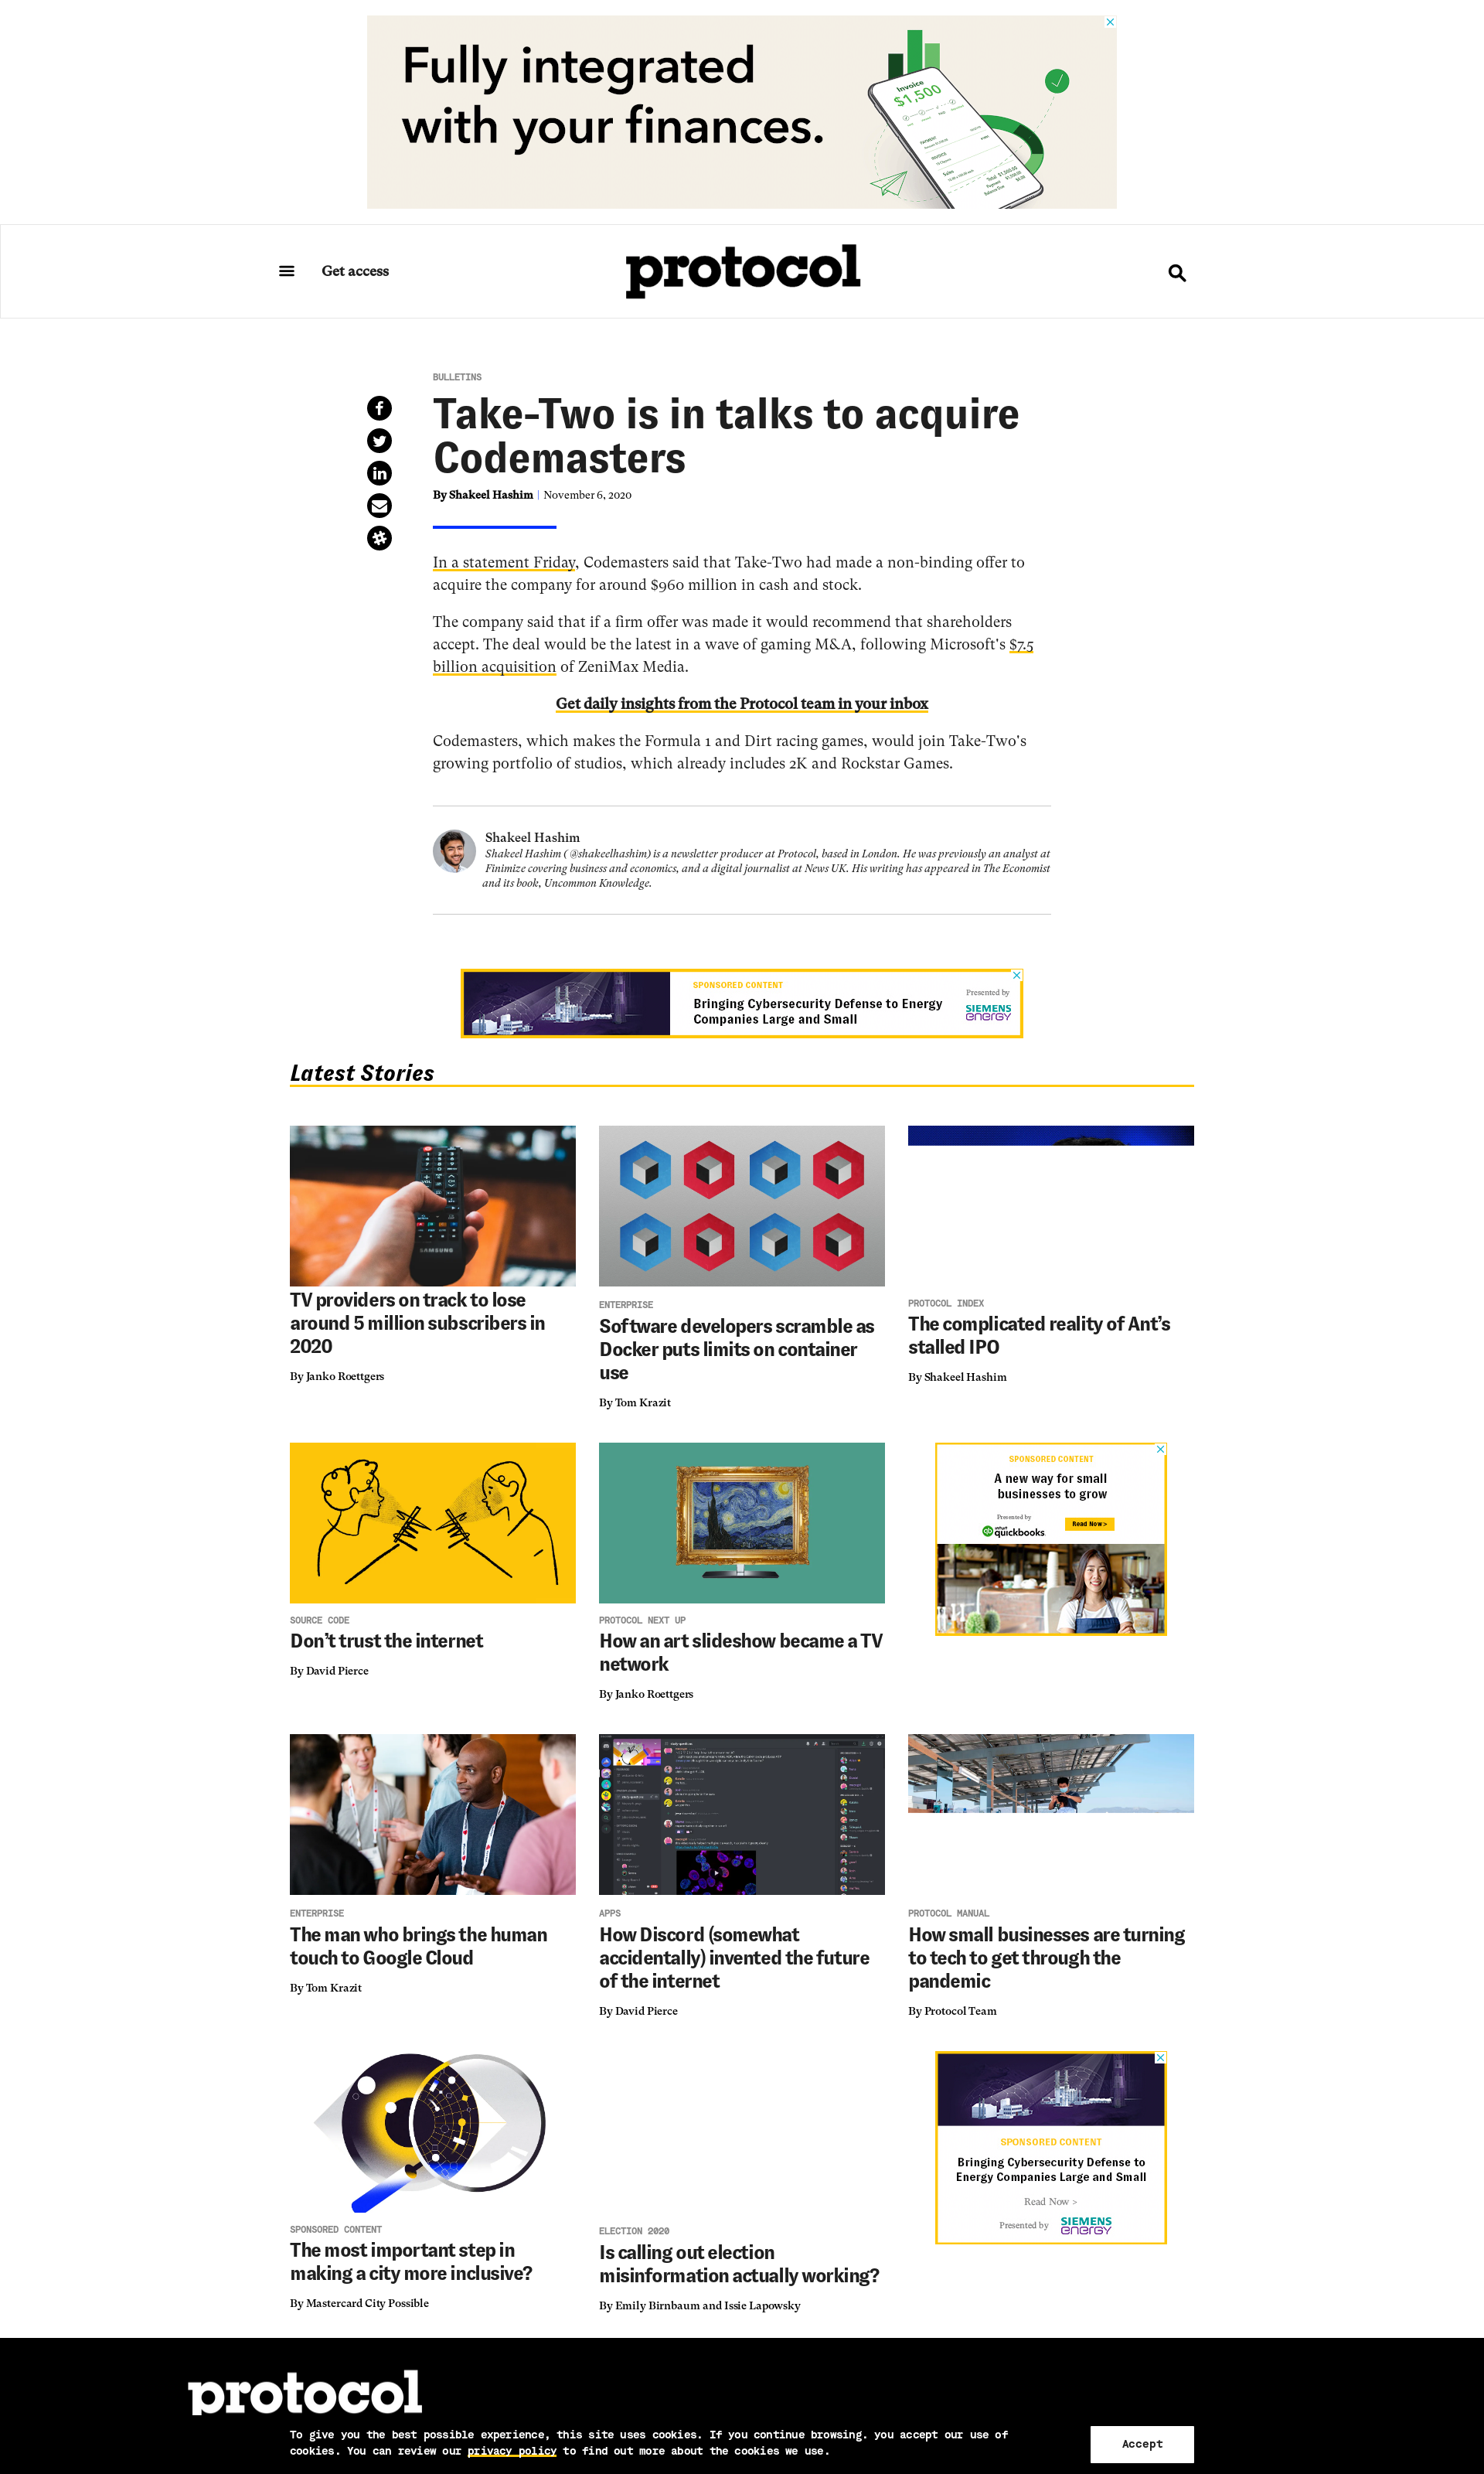 Fully integrated
with your finances.
Invoice
$1,500
Get access
protocol
BULLETINS
Take-Two is in talks to acquire
Codemasters
By Shakeel Hashim | November 6, 2020
In a statement Friday, Codemasters said that Take-Two had made a non-binding offer to
acquire the company for around $960 million in cash and stock.
The company said that if a firm offer was made it would recommend that shareholders
accept. The deal would be the latest in a wave of gaming M&A, following Microsoft's $7.5
billion acquisition of ZeniMax Media.
Get daily insights from the Protocol team in your inbox
Codemasters, which makes the Formula 1 and Dirt racing games, would join Take-Two's
growing portfolio of studios, which already includes 2K and Rockstar Games.
Shakeel Hashim
Shakeel Hashim ( @shakeelhashim) is a newsletter producer at Protocol, based in London. He was previously an analyst at
Finimize covering business and economics, and a digital journalist at News UK. His writing has appeared in The Economist
and its book, Uncommon Knowledge.
SPONSORED CONTENT
Bringing Cybersecurity Defense to Energy
Companies Large and Small
Presented by
SIEMENS
energy
Latest Stories
SAMSUNG
TV providers on track to lose
around 5 million subscribers in
2020
By Janko Roettgers
ENTERPRISE
Software developers scramble as
Docker puts limits on container
use
By Tom Krazit
PROTOCOL INDEX
The complicated reality of Ant’s
stalled IPO
By Shakeel Hashim
SOURCE CODE
Don’t trust the internet
By David Pierce
PROTOCOL NEXT UP
How an art slideshow became a TV
network
By Janko Roettgers
SPONSORED CONTENT
A new way for small
businesses to grow
Presented by
intuit
quickbooks.
Read Now >
ENTERPRISE
The man who brings the human
touch to Google Cloud
By Tom Krazit
APPS
How Discord (somewhat
accidentally) invented the future
of the internet
By David Pierce
PROTOCOL MANUAL
How small businesses are turning
to tech to get through the
pandemic
By Protocol Team
SPONSORED CONTENT
The most important step in
making a city more inclusive?
By Mastercard City Possible
ELECTION 2020
Is calling out election
misinformation actually working?
By Emily Birnbaum and Issie Lapowsky
SPONSORED CONTENT
Bringing Cybersecurity Defense to
Energy Companies Large and Small
Read Now >
Presented by
SIEMENS
energy
protocol
To give you the best possible experience, this site uses cookies. If you continue browsing. you accept our use of
cookies. You can review our privacy policy to find out more about the cookies we use.
Accept